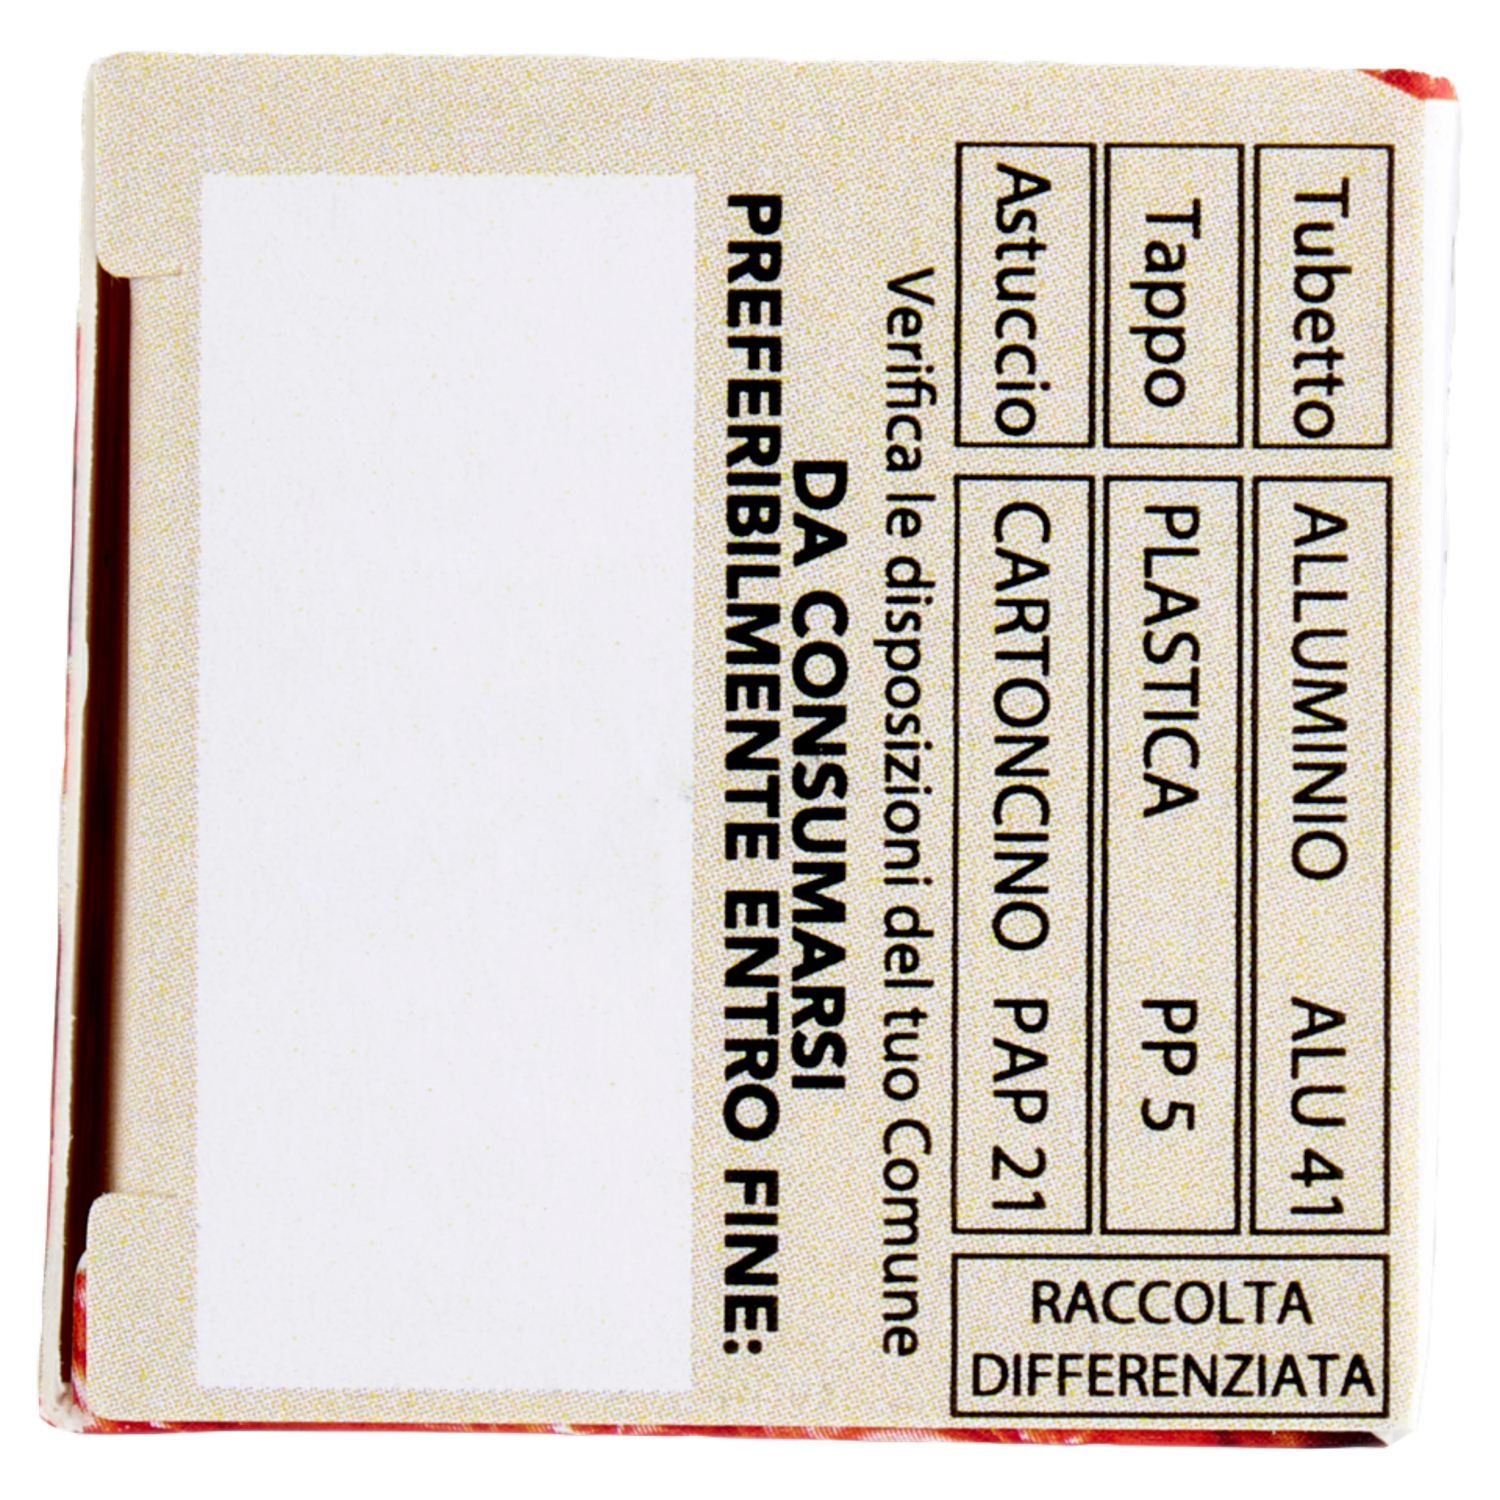 Tubetto ALLUMINIO ALU 41
Tappo PLASTICA PP 5
Astuccio CARTONCINO PAP 21
RACCOLTA
DIFFERENZIATA
Verifica le disposizioni del tuo Comune
DA CONSUMARSI
PREFERIBILMENTE ENTRO FINE: